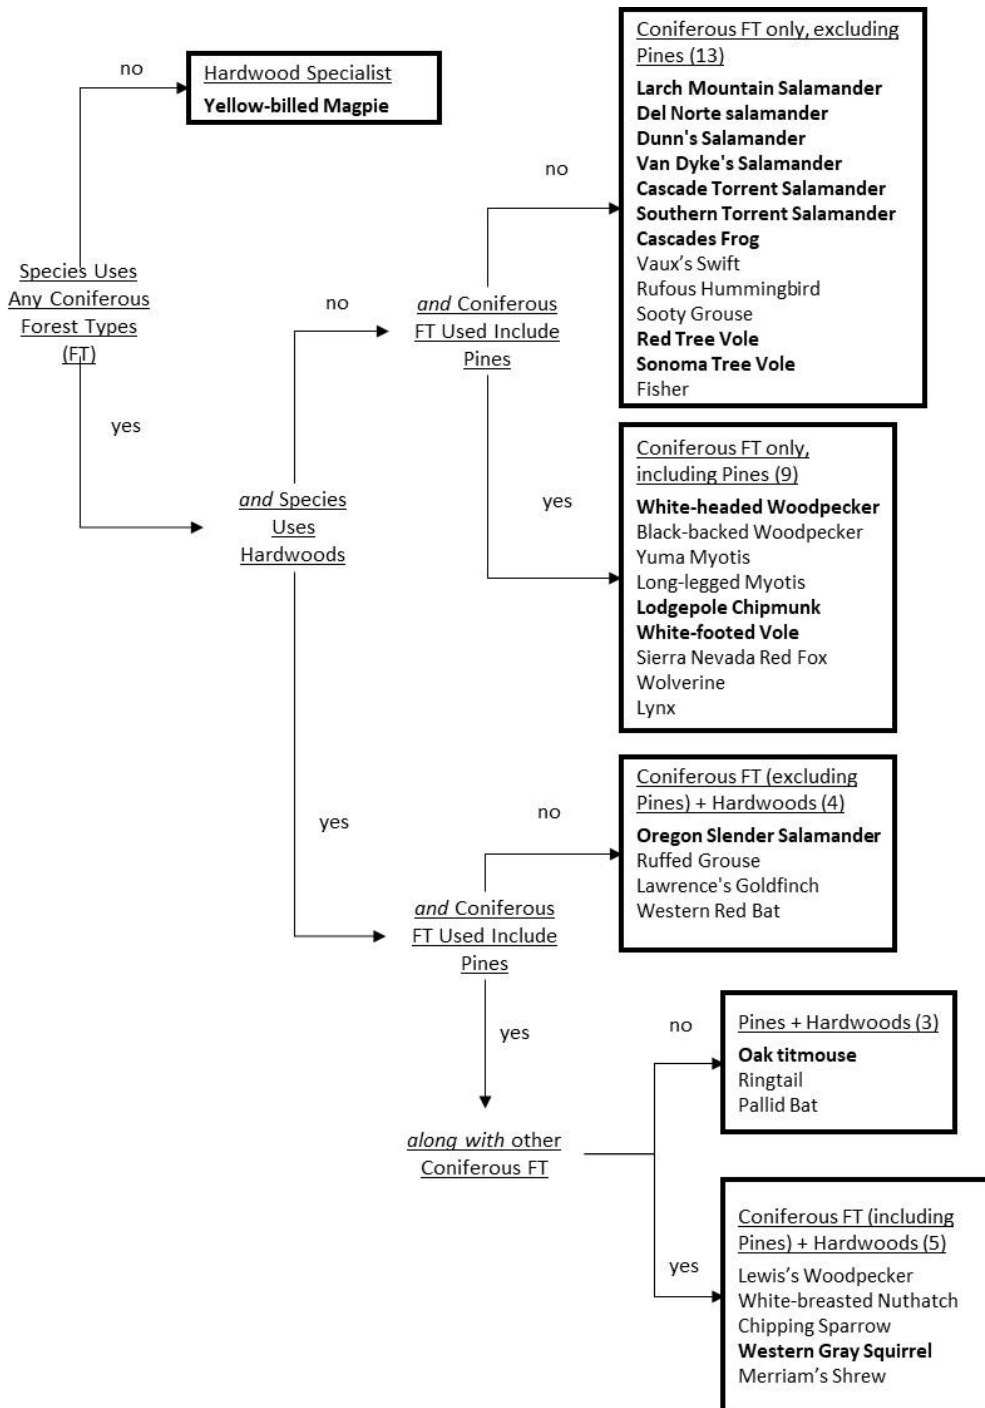 no
Hardwood Specialist
Yellow-billed Magpie
Species Uses
Any Coniferous
Forest Types
(FT)
yes
and Species
Uses
Hardwoods
no
and Coniferous
FT Used Include
Pines
no
Coniferous FT only, excluding
Pines (13)
Larch Mountain Salamander
Del Norte salamander
Dunn's Salamander
Van Dyke's Salamander
Cascade Torrent Salamander
Southern Torrent Salamander
Cascades Frog
Vaux’s Swift
Rufous Hummingbird
Sooty Grouse
Red Tree Vole
Sonoma Tree Vole
Fisher
yes
Coniferous FT only,
including Pines (9)
White-headed Woodpecker
Black-backed Woodpecker
Yuma Myotis
Long-legged Myotis
Lodgepole Chipmunk
White-footed Vole
Sierra Nevada Red Fox
Wolverine
Lynx
yes
and Coniferous
FT Used Include
Pines
no
Coniferous FT (excluding
Pines) + Hardwoods (4)
Oregon Slender Salamander
Ruffed Grouse
Lawrence's Goldfinch
Western Red Bat
yes
along with other
Coniferous FT
no
Pines + Hardwoods (3)
Oak titmouse
Ringtail
Pallid Bat
yes
Coniferous FT (including
Pines) + Hardwoods (5)
Lewis’s Woodpecker
White-breasted Nuthatch
Chipping Sparrow
Western Gray Squirrel
Merriam’s Shrew